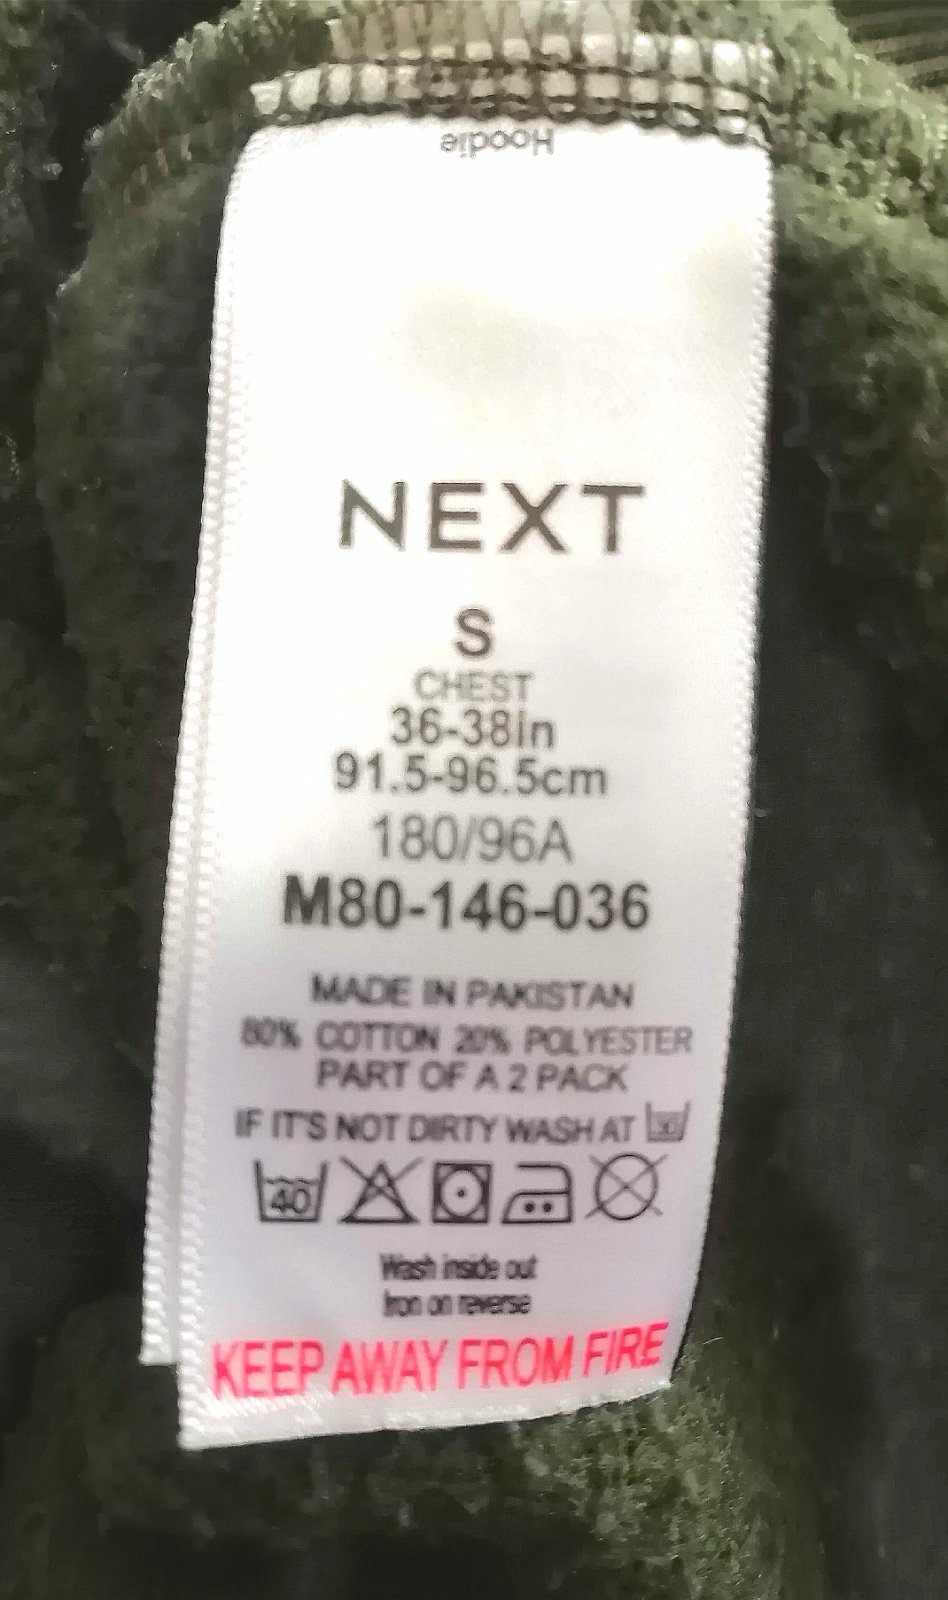 Hoodie
NEXT
S
CHEST
36-38in
91.5-96.5cm
180/96A
M80-146-036
MADE IN PAKISTAN
80% COTTON 20% POLYESTER
PART OF A 2 PACK
IF IT'S NOT DIRTY WASH AT 30
40
Wash inside out
Iron on reverse
KEEP AWAY FROM FIRE